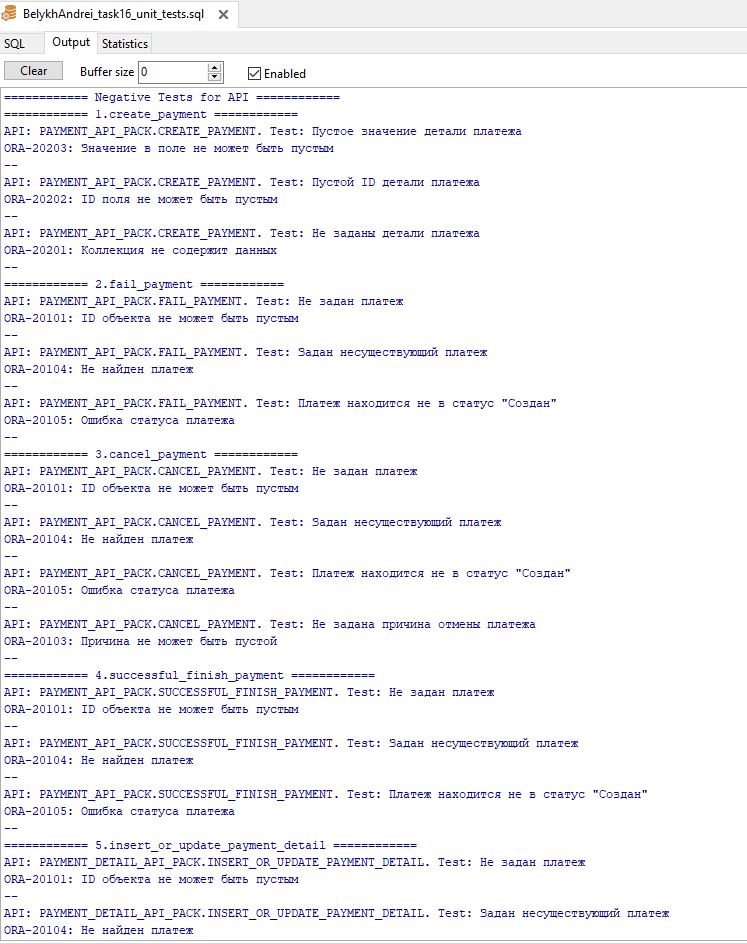 BelykhAndrei_task16_unit_tests.sql
SQL Output Statistics
Clear Buffer size 0 Enabled
============ Negative Tests for API ============
============ 1.create_payment ============
API: PAYMENT_API_PACK.CREATE_PAYMENT. Test: Пустое значение детали платежа
ORA-20203: Значение в поле не может быть пустым
--
API: PAYMENT_API_PACK.CREATE_PAYMENT. Test: Пустой ID детали платежа
ORA-20202: ID поля не может быть пустым
--
API: PAYMENT_API_PACK.CREATE_PAYMENT. Test: Не заданы детали платежа
ORA-20201: Коллекция не содержит данных
--
============ 2.fail_payment ============
API: PAYMENT_API_PACK.FAIL_PAYMENT. Test: Не задан платеж
ORA-20101: ID объекта не может быть пустым
--
API: PAYMENT_API_PACK.FAIL_PAYMENT. Test: Задан несуществующий платеж
ORA-20104: Не найден платеж
--
API: PAYMENT_API_PACK.FAIL_PAYMENT. Test: Платеж находится не в статус "Создан"
ORA-20105: Ошибка статуса платежа
--
============ 3.cancel_payment ============
API: PAYMENT_API_PACK.CANCEL_PAYMENT. Test: Не задан платеж
ORA-20101: ID объекта не может быть пустым
--
API: PAYMENT_API_PACK.CANCEL_PAYMENT. Test: Задан несуществующий платеж
ORA-20104: Не найден платеж
--
API: PAYMENT_API_PACK.CANCEL_PAYMENT. Test: Платеж находится не в статус "Создан"
ORA-20105: Ошибка статуса платежа
--
API: PAYMENT_API_PACK.CANCEL_PAYMENT. Test: Не задана причина отмены платежа
ORA-20103: Причина не может быть пустой
--
============ 4.successful_finish_payment ============
API: PAYMENT_API_PACK.SUCCESSFUL_FINISH_PAYMENT. Test: Не задан платеж
ORA-20101: ID объекта не может быть пустым
--
API: PAYMENT_API_PACK.SUCCESSFUL_FINISH_PAYMENT. Test: Задан несуществующий платеж
ORA-20104: Не найден платеж
--
API: PAYMENT_API_PACK.SUCCESSFUL_FINISH_PAYMENT. Test: Платеж находится не в статус "Создан"
ORA-20105: Ошибка статуса платежа
--
============ 5.insert_or_update_payment_detail ============
API: PAYMENT_DETAIL_API_PACK.INSERT_OR_UPDATE_PAYMENT_DETAIL. Test: Не задан платеж
ORA-20101: ID объекта не может быть пустым
--
API: PAYMENT_DETAIL_API_PACK.INSERT_OR_UPDATE_PAYMENT_DETAIL. Test: Задан несуществующий платеж
ORA-20104: Не найден платеж